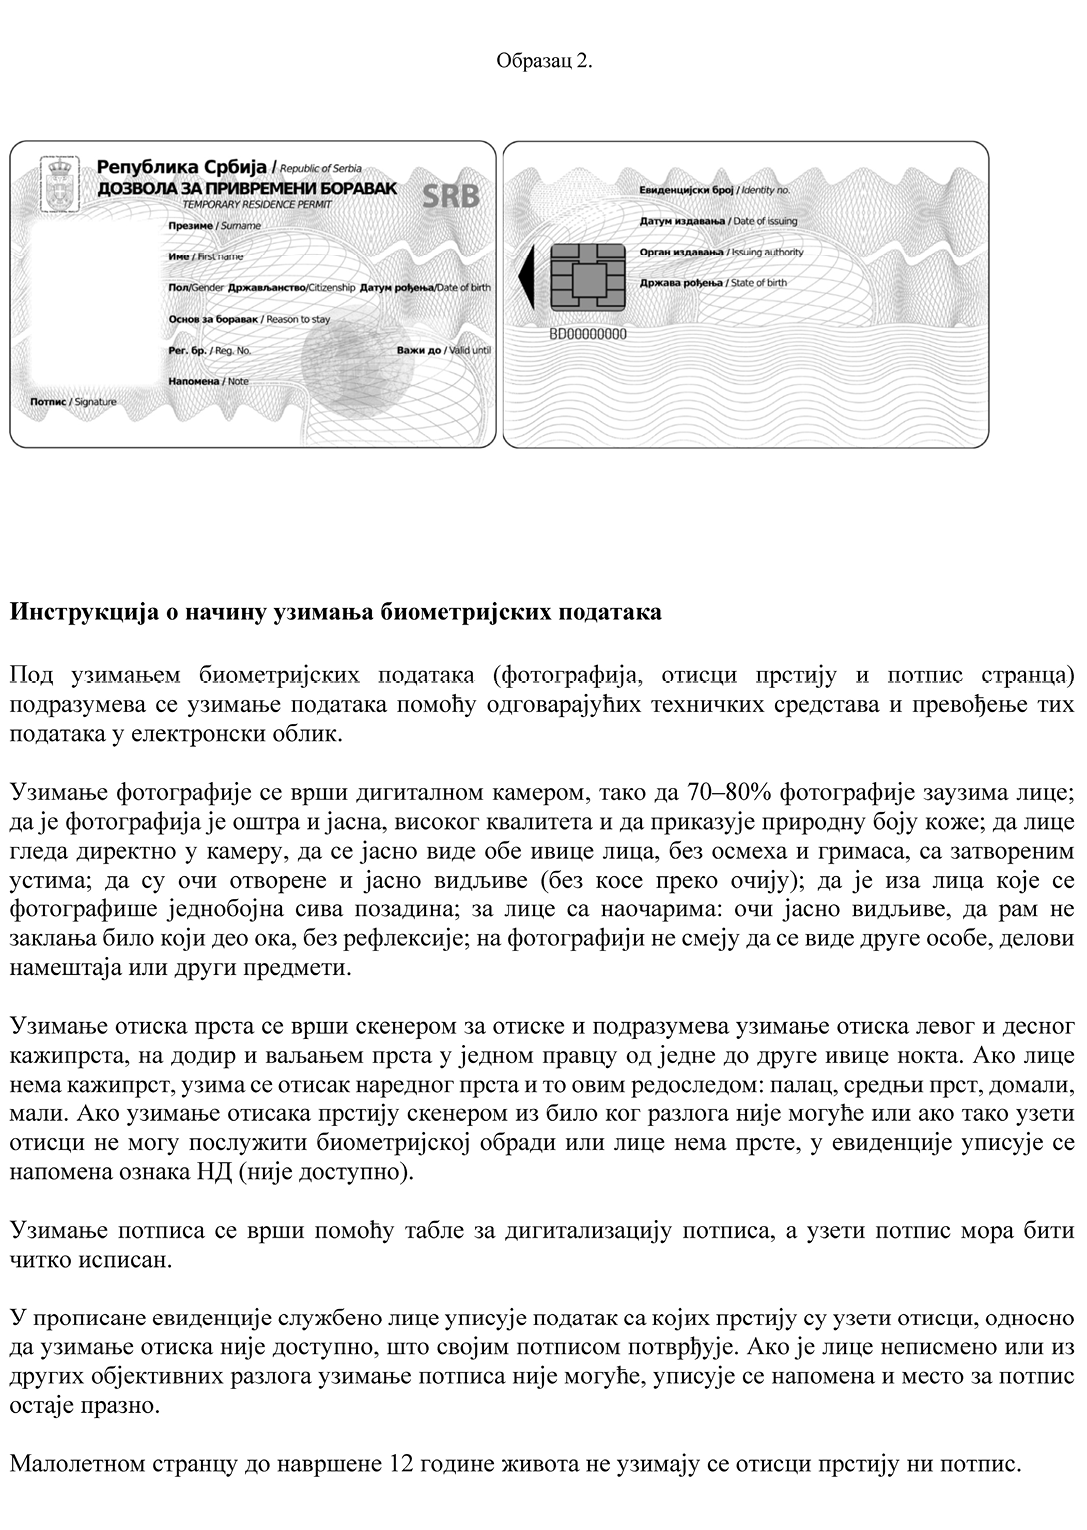 Образац 2.
Република Србија / Republic of Serbia
ДОЗВОЛА ЗА ПРИВРЕМЕНИ БОРАВАК
TEMPORARY RESIDENCE PERMIT
SRB
Презиме / Surname
Име / First name
Пол/Gender Држављанство/Citizenship Датум рођења/Date of birth
Основ за боравак / Reason to stay
Рег. бр. / Reg. No.
Важи до / Valid until
Напомена / Note
Потпис / Signature
Евиденцијски број / Identity no.
Датум издавања / Date of issuing
Орган издавања / Issuing authority
Држава рођења / State of birth
BD00000000
Инструкција о начину узимања биометријских података
Под узимањем биометријских података (фотографија, отисци прстију и потпис странца)
подразумева се узимање података помоћу одговарајућих техничких средстава и превођење тих
података у електронски облик.
Узимање фотографије се врши дигиталном камером, тако да 70–80% фотографије заузима лице;
да је фотографија је оштра и јасна, високог квалитета и да приказује природну боју коже; да лице
гледа директно у камеру, да се јасно виде обе ивице лица, без осмеха и гримаса, са затвореним
устима; да су очи отворене и јасно видљиве (без косе преко очију); да је иза лица које се
фотографише једнобојна сива позадина; за лице са наочарима: очи јасно видљиве, да рам не
заклања било који део ока, без рефлексије; на фотографији не смеју да се виде друге особе, делови
намештаја или други предмети.
Узимање отиска прста се врши скенером за отиске и подразумева узимање отиска левог и десног
кажипрста, на додир и ваљањем прста у једном правцу од једне до друге ивице нокта. Ако лице
нема кажипрст, узима се отисак наредног прста и то овим редоследом: палац, средњи прст, домали,
мали. Ако узимање отисака прстију скенером из било ког разлога није могуће или ако тако узети
отисци не могу послужити биометријској обради или лице нема прсте, у евиденције уписује се
напомена ознака НД (није доступно).
Узимање потписа се врши помоћу табле за дигитализацију потписа, а узети потпис мора бити
читко исписан.
У прописане евиденције службено лице уписује податак са којих прстију су узети отисци, односно
да узимање отиска није доступно, што својим потписом потврђује. Ако је лице неписмено или из
других објективних разлога узимање потписа није могуће, уписује се напомена и место за потпис
остаје празно.
Малолетном странцу до навршене 12 године живота не узимају се отисци прстију ни потпис.